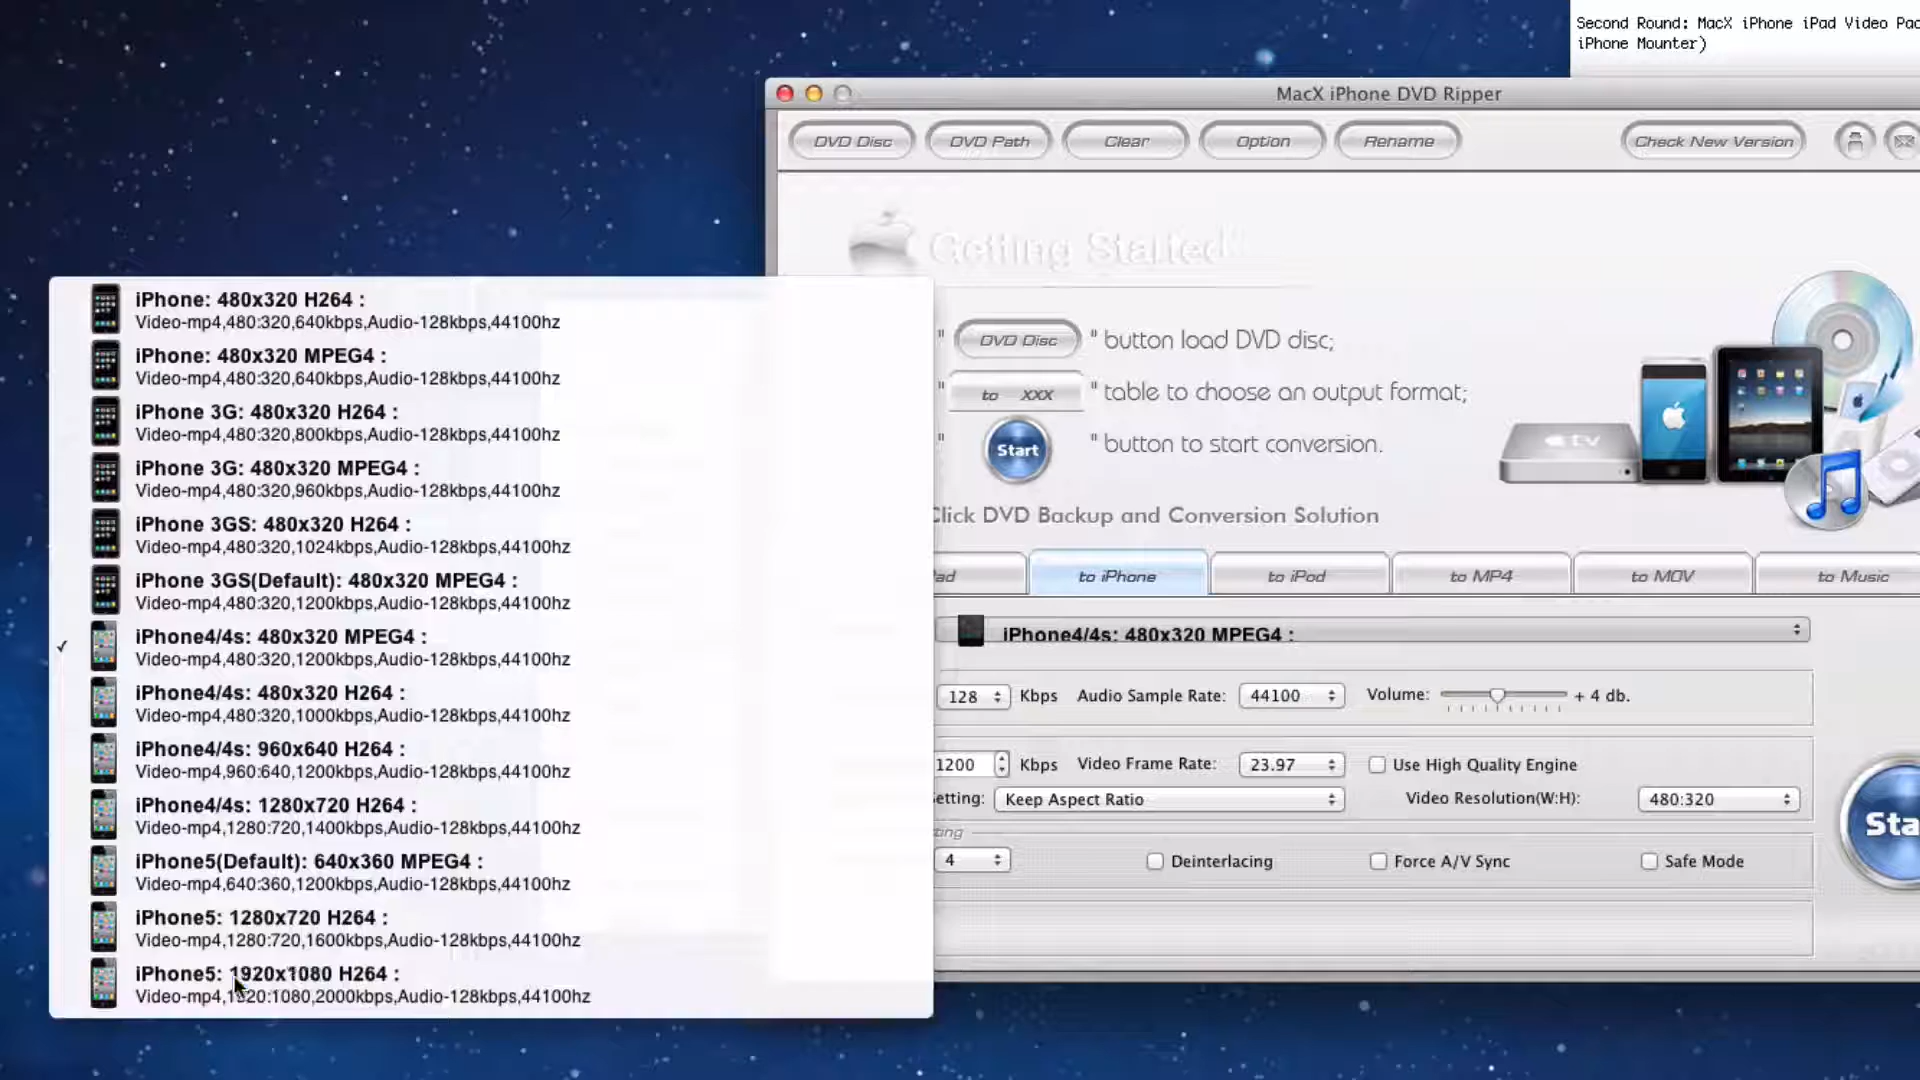 Second Round: MacX iPhone iPad Video Pac
iPhone Mounter)
MacX iPhone DVD Ripper
DVD Disc
DVD Path
Clear
Option
Rename
Check New Version
Getting Started
" DVD Disc " button load DVD disc;
" to XXX " table to choose an output format;
" Start " button to start conversion.
Click DVD Backup and Conversion Solution
tv
iPhone: 480x320 H264 :
Video-mp4,480:320,640kbps,Audio-128kbps,44100hz
iPhone: 480x320 MPEG4 :
Video-mp4,480:320,640kbps,Audio-128kbps,44100hz
iPhone 3G: 480x320 H264 :
Video-mp4,480:320,800kbps,Audio-128kbps,44100hz
iPhone 3G: 480x320 MPEG4 :
Video-mp4,480:320,960kbps,Audio-128kbps,44100hz
iPhone 3GS: 480x320 H264 :
Video-mp4,480:320,1024kbps,Audio-128kbps,44100hz
iPhone 3GS(Default): 480x320 MPEG4 :
Video-mp4,480:320,1200kbps,Audio-128kbps,44100hz
iPhone4/4s: 480x320 MPEG4 :
Video-mp4,480:320,1200kbps,Audio-128kbps,44100hz
iPhone4/4s: 480x320 H264 :
Video-mp4,480:320,1000kbps,Audio-128kbps,44100hz
iPhone4/4s: 960x640 H264 :
Video-mp4,960:640,1200kbps,Audio-128kbps,44100hz
iPhone4/4s: 1280x720 H264 :
Video-mp4,1280:720,1400kbps,Audio-128kbps,44100hz
iPhone5(Default): 640x360 MPEG4 :
Video-mp4,640:360,1200kbps,Audio-128kbps,44100hz
iPhone5: 1280x720 H264 :
Video-mp4,1280:720,1600kbps,Audio-128kbps,44100hz
iPhone5: 1920x1080 H264 :
Video-mp4,1920:1080,2000kbps,Audio-128kbps,44100hz
ad
to iPhone
to iPod
to MP4
to MOV
to Music
iPhone4/4s: 480x320 MPEG4 :
128 Kbps Audio Sample Rate: 44100 Volume: + 4 db.
1200 Kbps Video Frame Rate: 23.97 Use High Quality Engine
etting: Keep Aspect Ratio Video Resolution(W:H): 480:320
ting
4 Deinterlacing Force A/V Sync Safe Mode
Sta